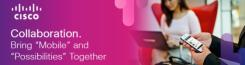 CISCO
Collaboration.
Bring “Mobile” and
“Possibilities” Together